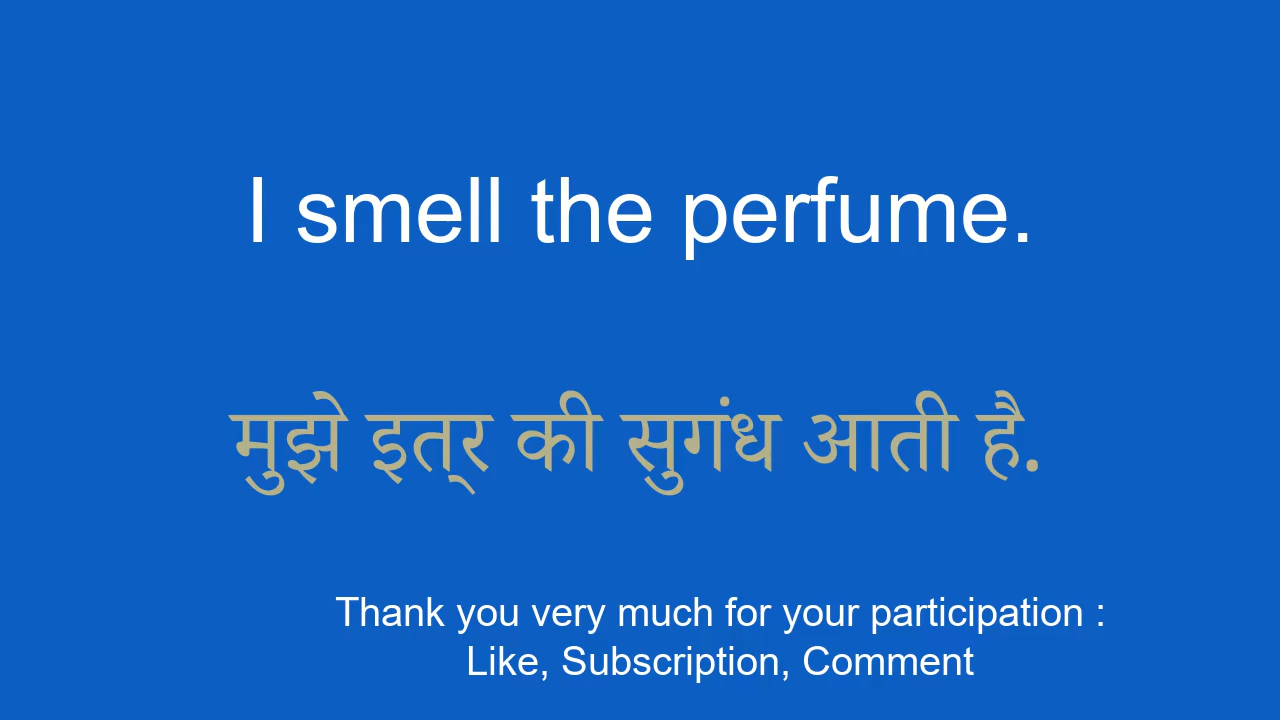 I smell the perfume.
मुझे इत्‌र की सुगंध आती है.
Thank you very much for your participation :
Like, Subscription, Comment